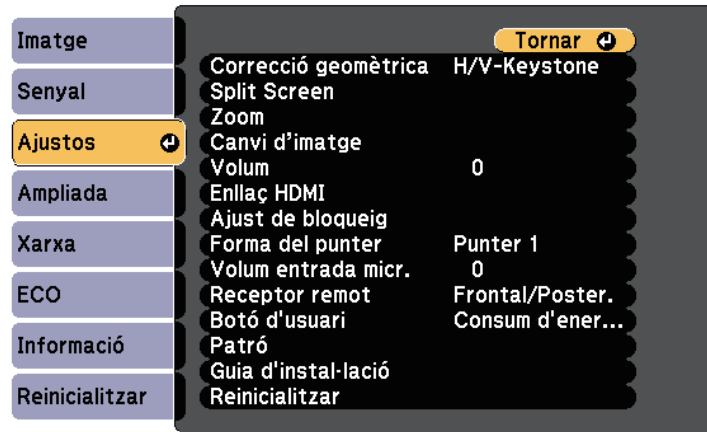 Imatge
Senyal
Ajustos
Ampliada
Xarxa
ECO
Informació
Reinicialitzar
Tornar
Correcció geomètrica H/V-Keystone
Split Screen
Zoom
Canvi d’imatge
Volum 0
Enllaç HDMI
Ajust de bloqueig
Forma del punter Punter 1
Volum entrada micr. 0
Receptor remot Frontal/Poster.
Botó d'usuari Consum d'ener...
Patró
Guia d'instal·lació
Reinicialitzar